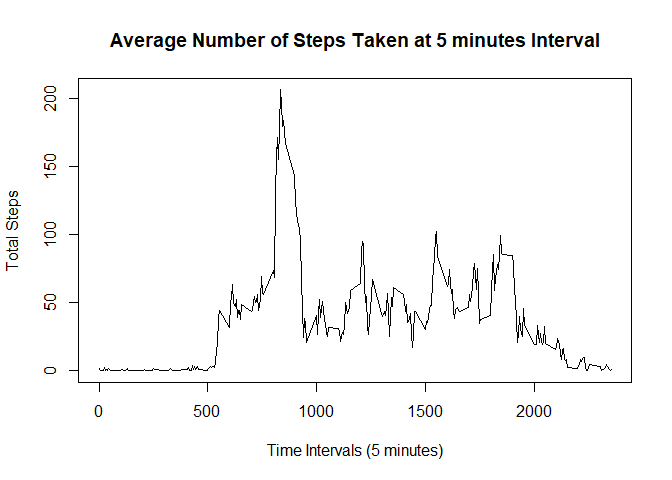 Average Number of Steps Taken at 5 minutes Interval
Total Steps
200
150
100
50
0
0 500 1000 1500 2000
Time Intervals (5 minutes)